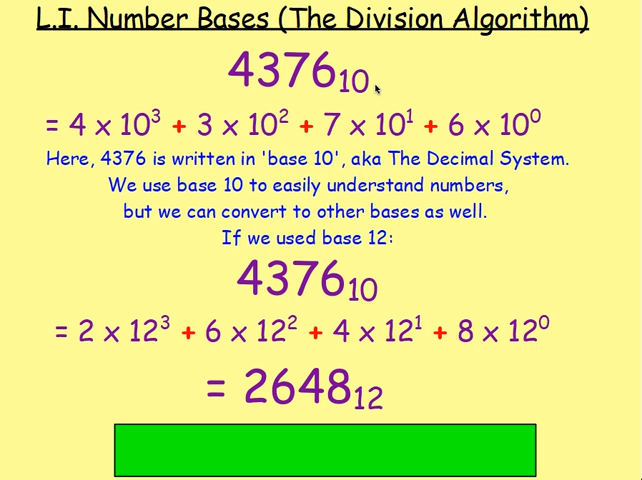 L.I. Number Bases (The Division Algorithm)
4376₁₀
= 4 x 10³ + 3 x 10² + 7 x 10¹ + 6 x 10⁰
Here, 4376 is written in 'base 10', aka The Decimal System.
We use base 10 to easily understand numbers,
but we can convert to other bases as well.
If we used base 12:
4376₁₀
= 2 x 12³ + 6 x 12² + 4 x 12¹ + 8 x 12⁰
= 2648₁₂